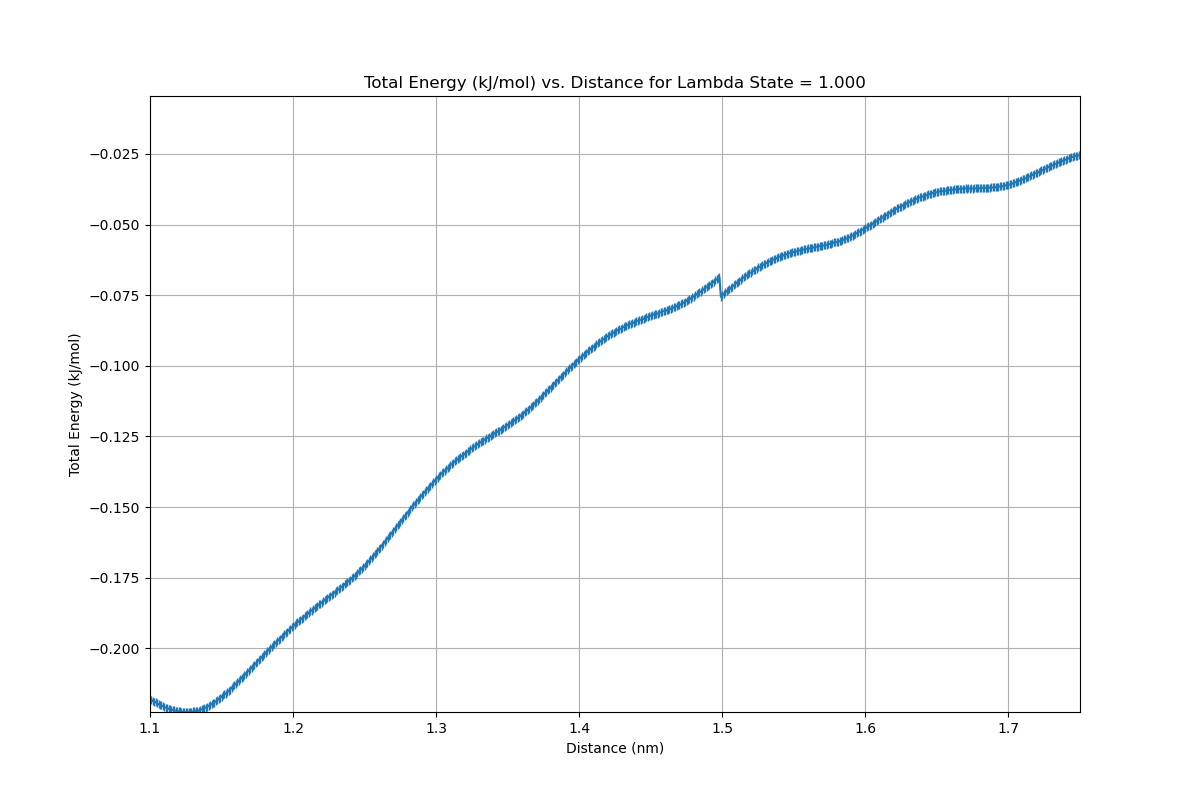 Total Energy (kJ/mol) vs. Distance for Lambda State = 1.000
Total Energy (kJ/mol)
−0.025
−0.050
−0.075
−0.100
−0.125
−0.150
−0.175
−0.200
1.1 1.2 1.3 1.4 1.5 1.6 1.7
Distance (nm)